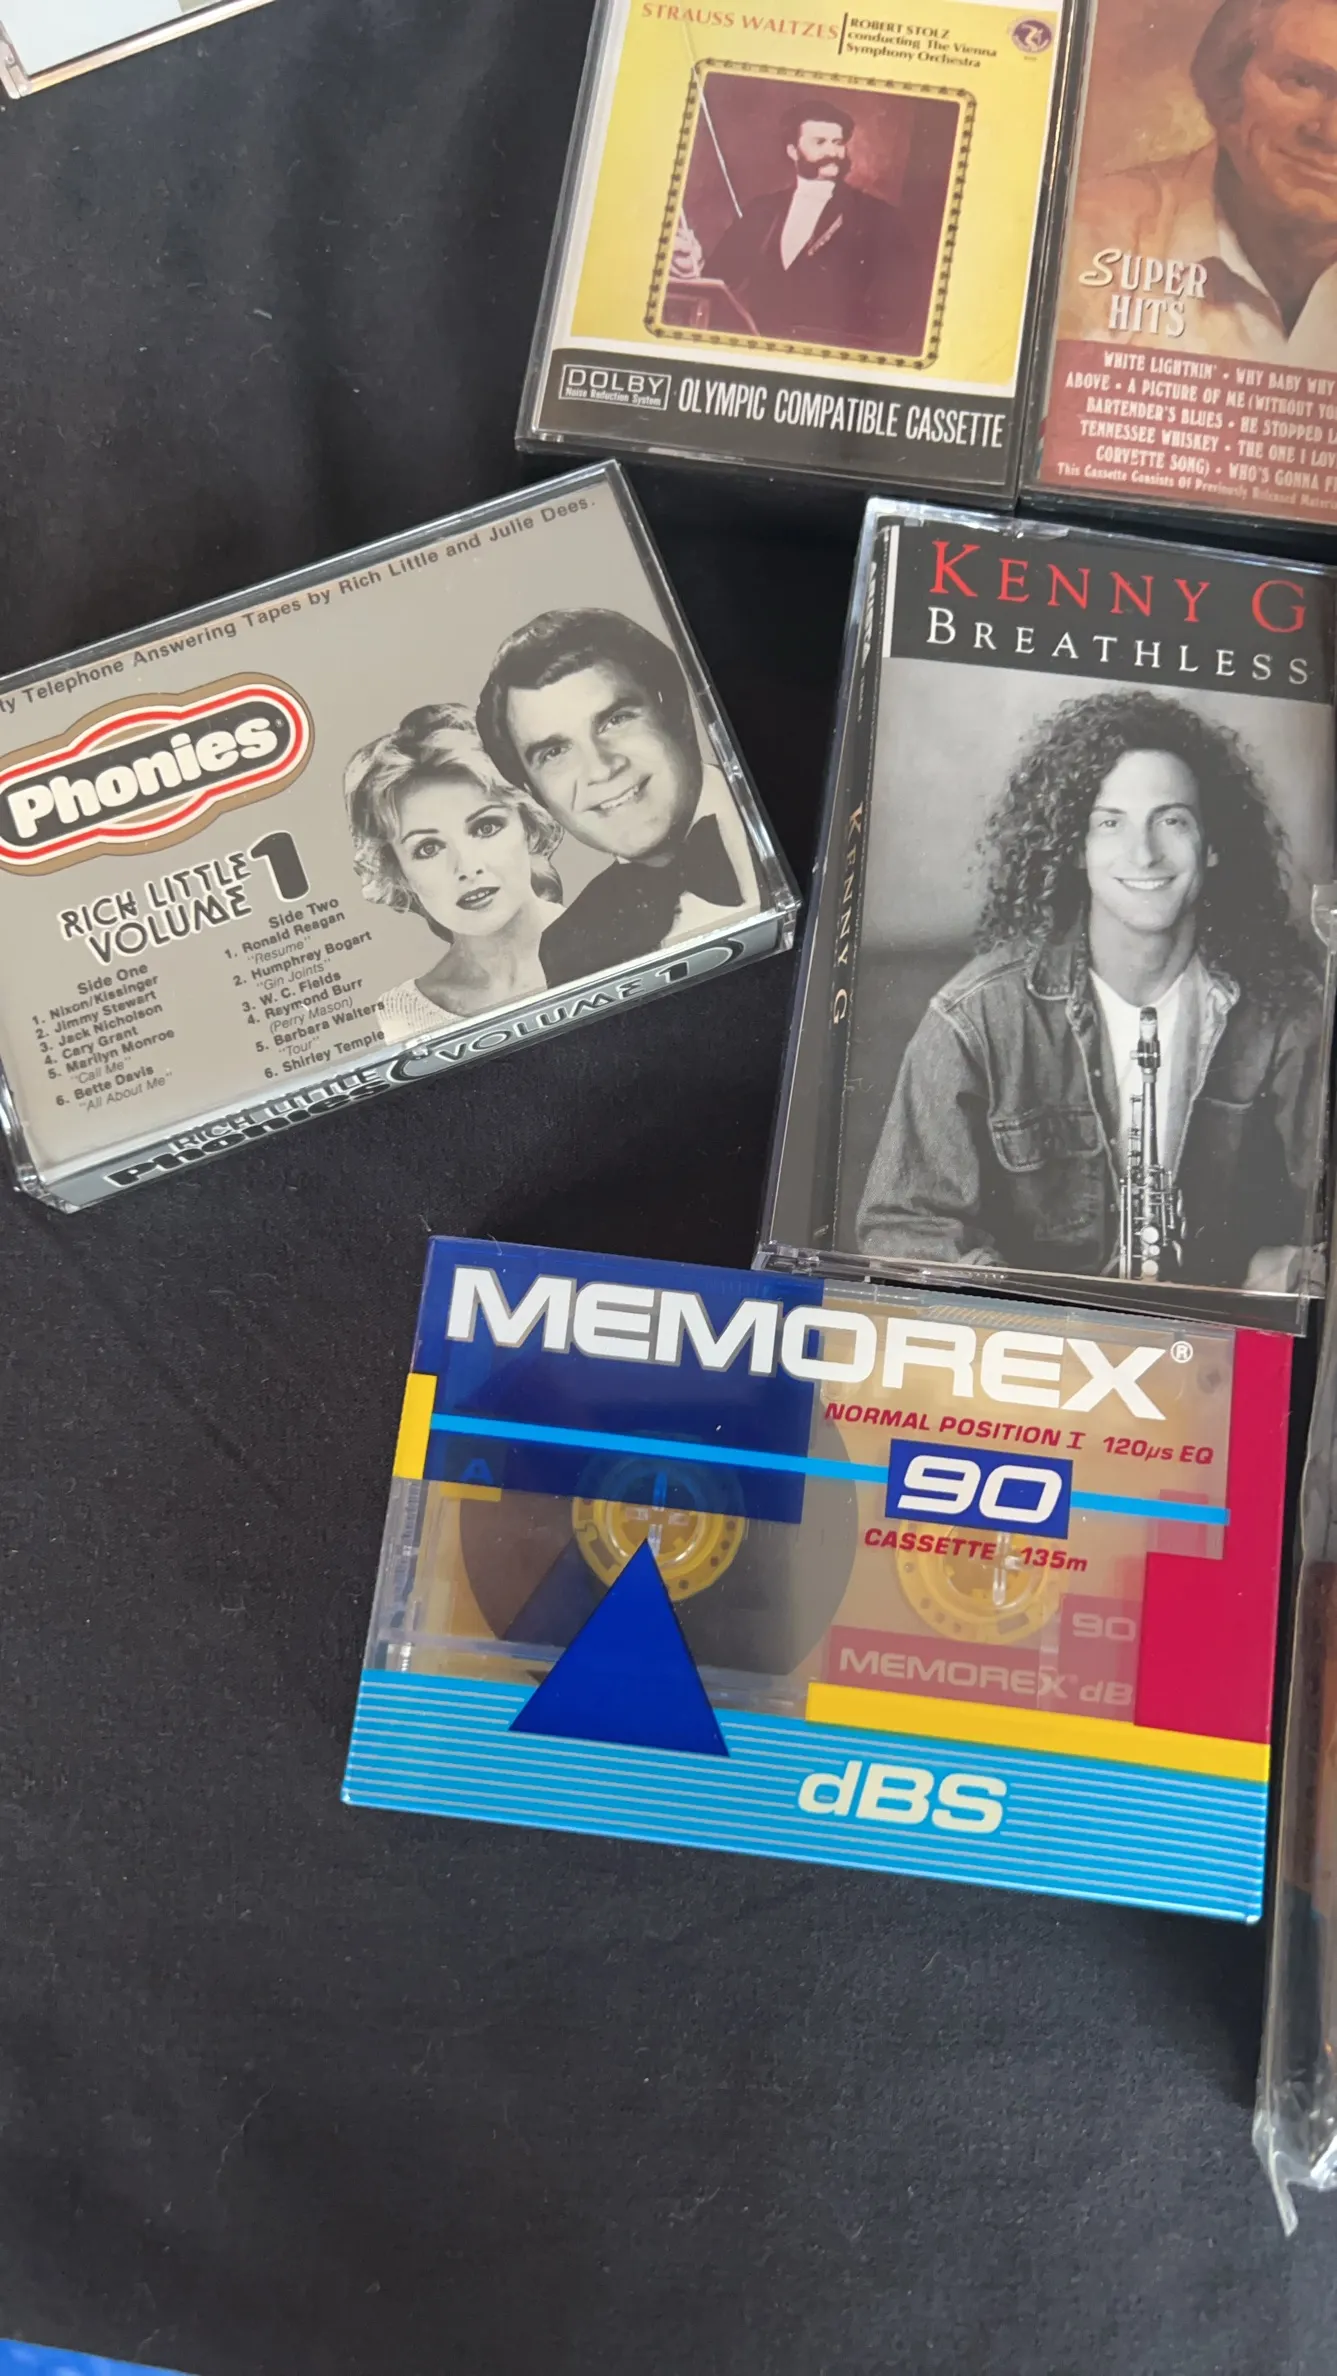 STRAUSS WALTZES
ROBERT STOLZ
conducting The Vienna
Symphony Orchestra
DOLBY
Noise Reduction System
OLYMPIC COMPATIBLE CASSETTE
SUPER
HITS
WHITE LIGHTNIN' • WHY BABY WHY
ABOVE • A PICTURE OF ME (WITHOUT
BARTENDER'S BLUES • HE STOPPED
TENNESSEE WHISKEY • THE ONE I
CORVETTE SONG) • WHO'S GONNA
This Cassette Consists Of Previously Released
Telephone Answering Tapes by Rich Little and Julie Dees.
Phonies
RICH LITTLE
VOLUME 1
Side One
1. Nixon/Kissinger
2. Jimmy Stewart
3. Jack Nicholson
4. Cary Grant
5. Marilyn Monroe
"Call Me"
6. Bette Davis
"All About Me"
Side Two
1. Ronald Reagan
"Resume"
2. Humphrey Bogart
"Gin Joints"
3. W. C. Fields
4. Raymond Burr
(Perry Mason)
5. Barbara Walters
"Tour"
6. Shirley Temple
RICH LITTLE
Phonies
VOLUME 1
KENNY G
BREATHLESS
KENNY G
MEMOREX®
NORMAL POSITION I 120µs EQ
90
CASSETTE 135m
A
90
MEMOREX® dB
dBS